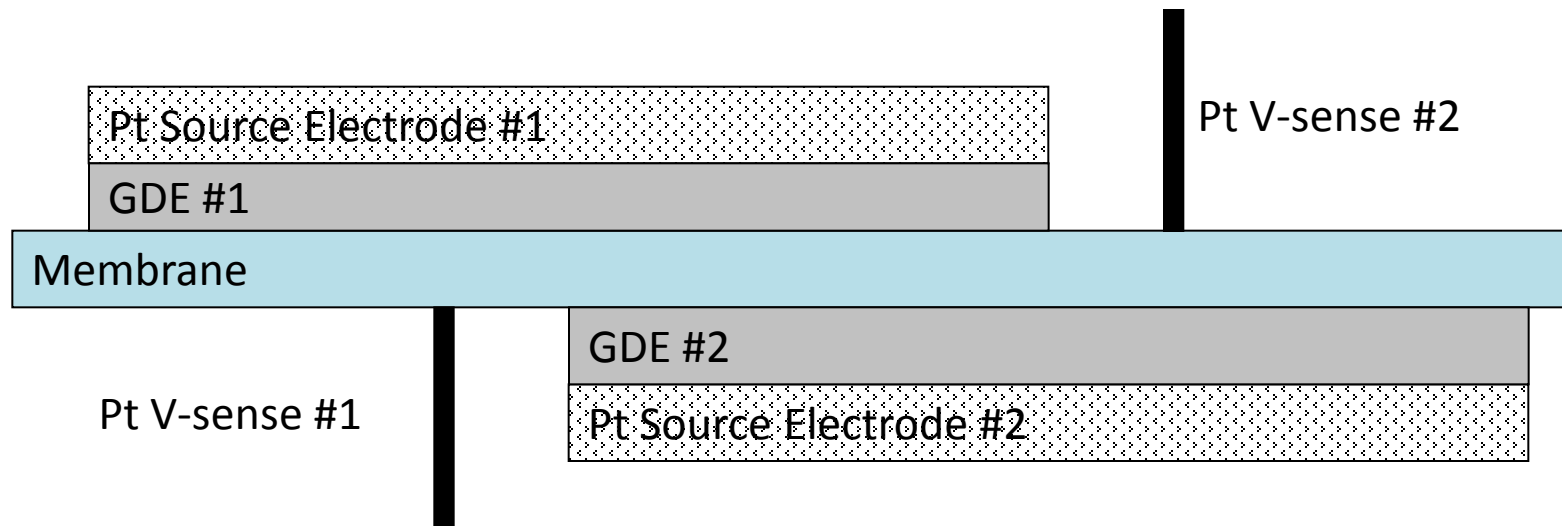 Pt Source Electrode #1
Pt V-sense #2
GDE #1
Membrane
GDE #2
Pt V-sense #1
Pt Source Electrode #2